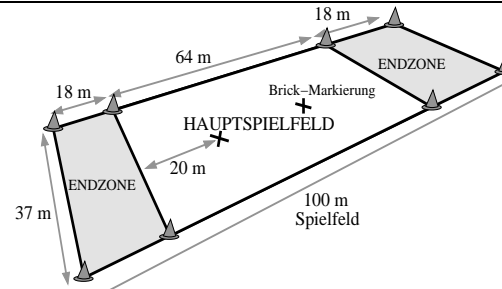 18 m
64 m
18 m
ENDZONE
Brick–Markierung
HAUPTSPIELFELD
20 m
ENDZONE
37 m
100 m
Spielfeld